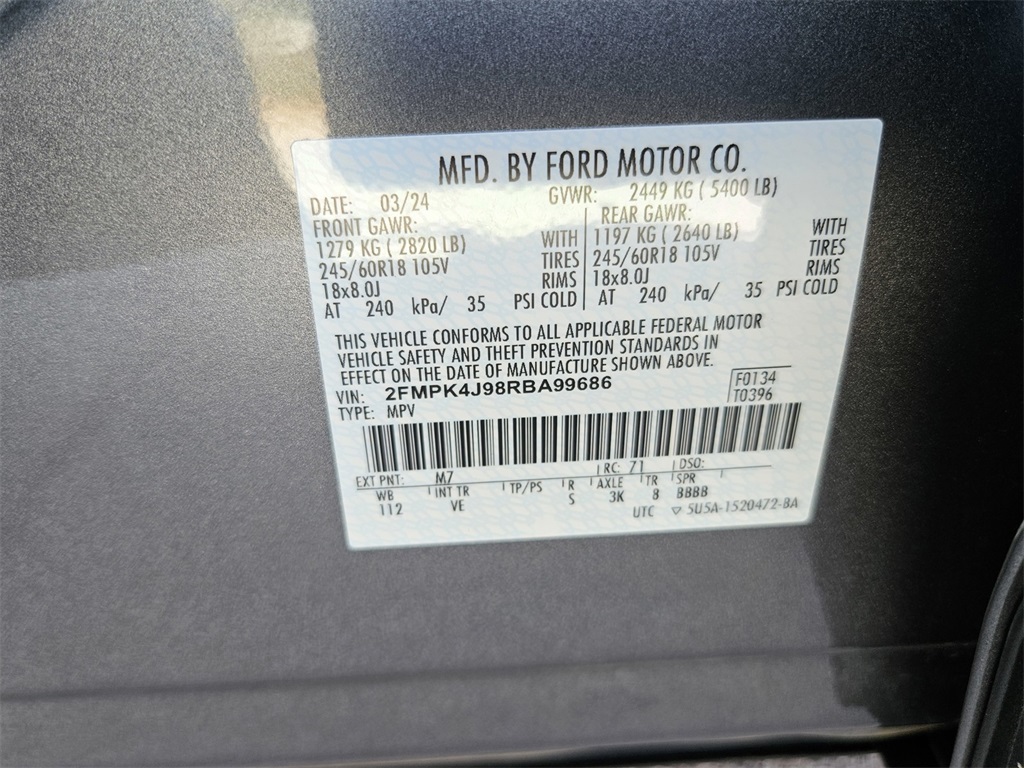 MFD. BY FORD MOTOR CO.
DATE: 03/24 GVWR: 2449 KG ( 5400 LB)
FRONT GAWR: REAR GAWR:
1279 KG ( 2820 LB) WITH 1197 KG ( 2640 LB) WITH
245/60R18 105V TIRES 245/60R18 105V TIRES
18x8.0J RIMS 18x8.0J RIMS
AT 240 kPa/ 35 PSI COLD AT 240 kPa/ 35 PSI COLD
THIS VEHICLE CONFORMS TO ALL APPLICABLE FEDERAL MOTOR
VEHICLE SAFETY AND THEFT PREVENTION STANDARDS IN
EFFECT ON THE DATE OF MANUFACTURE SHOWN ABOVE.
VIN: 2FMPK4J98RBA99686 F0134
TYPE: MPV T0396
EXT PNT: M7 RC: 71 DSO:
WB INT TR TP/PS R AXLE TR SPR
112 VE S 3K 8 BBBB
UTC ▽ 5U5A-1520472-BA